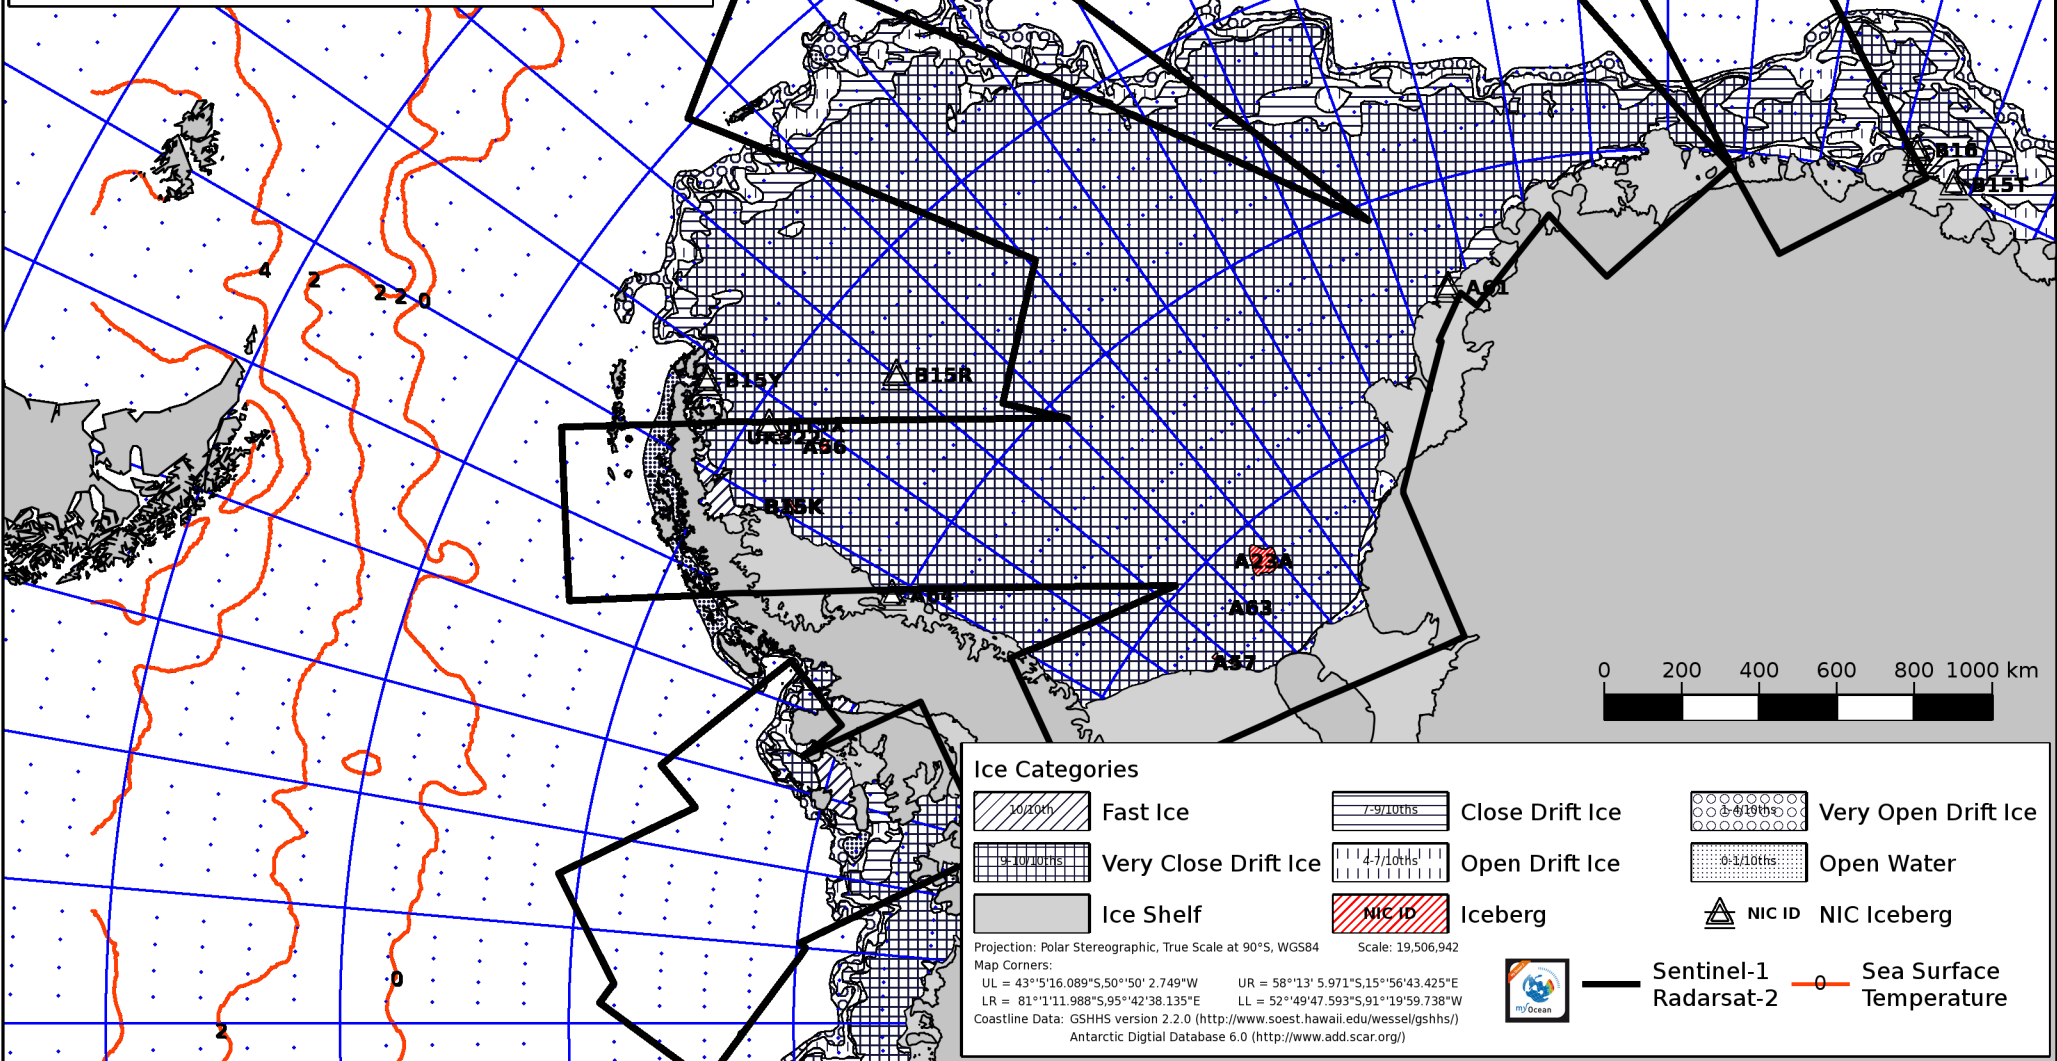 B16
B15T
4
2
2
2
0
A61
B15Y
B15R
A56
B15K
A23A
A64
A63
A57
0 200 400 600 800 1000 km
Ice Categories
10/10th Fast Ice
7-9/10ths Close Drift Ice
1-4/10ths Very Open Drift Ice
9-10/10ths Very Close Drift Ice
4-7/10ths Open Drift Ice
0-1/10ths Open Water
Ice Shelf
NIC ID Iceberg
NIC ID NIC Iceberg
Projection: Polar Stereographic, True Scale at 90°S, WGS84 Scale: 19,506,942
Map Corners:
UL = 43°'5'16.089"S,50°'50' 2.749"W UR = 58°'13' 5.971"S,15°'56'43.425"E
LR = 81°'1'11.988"S,95°'42'38.135"E LL = 52°'49'47.593"S,91°'19'59.738"W
Coastline Data: GSHHS version 2.2.0 (http://www.soest.hawaii.edu/wessel/gshhs/)
Antarctic Digtial Database 6.0 (http://www.add.scar.org/)
my Ocean
Sentinel-1
Radarsat-2
0 Sea Surface
Temperature
0
2